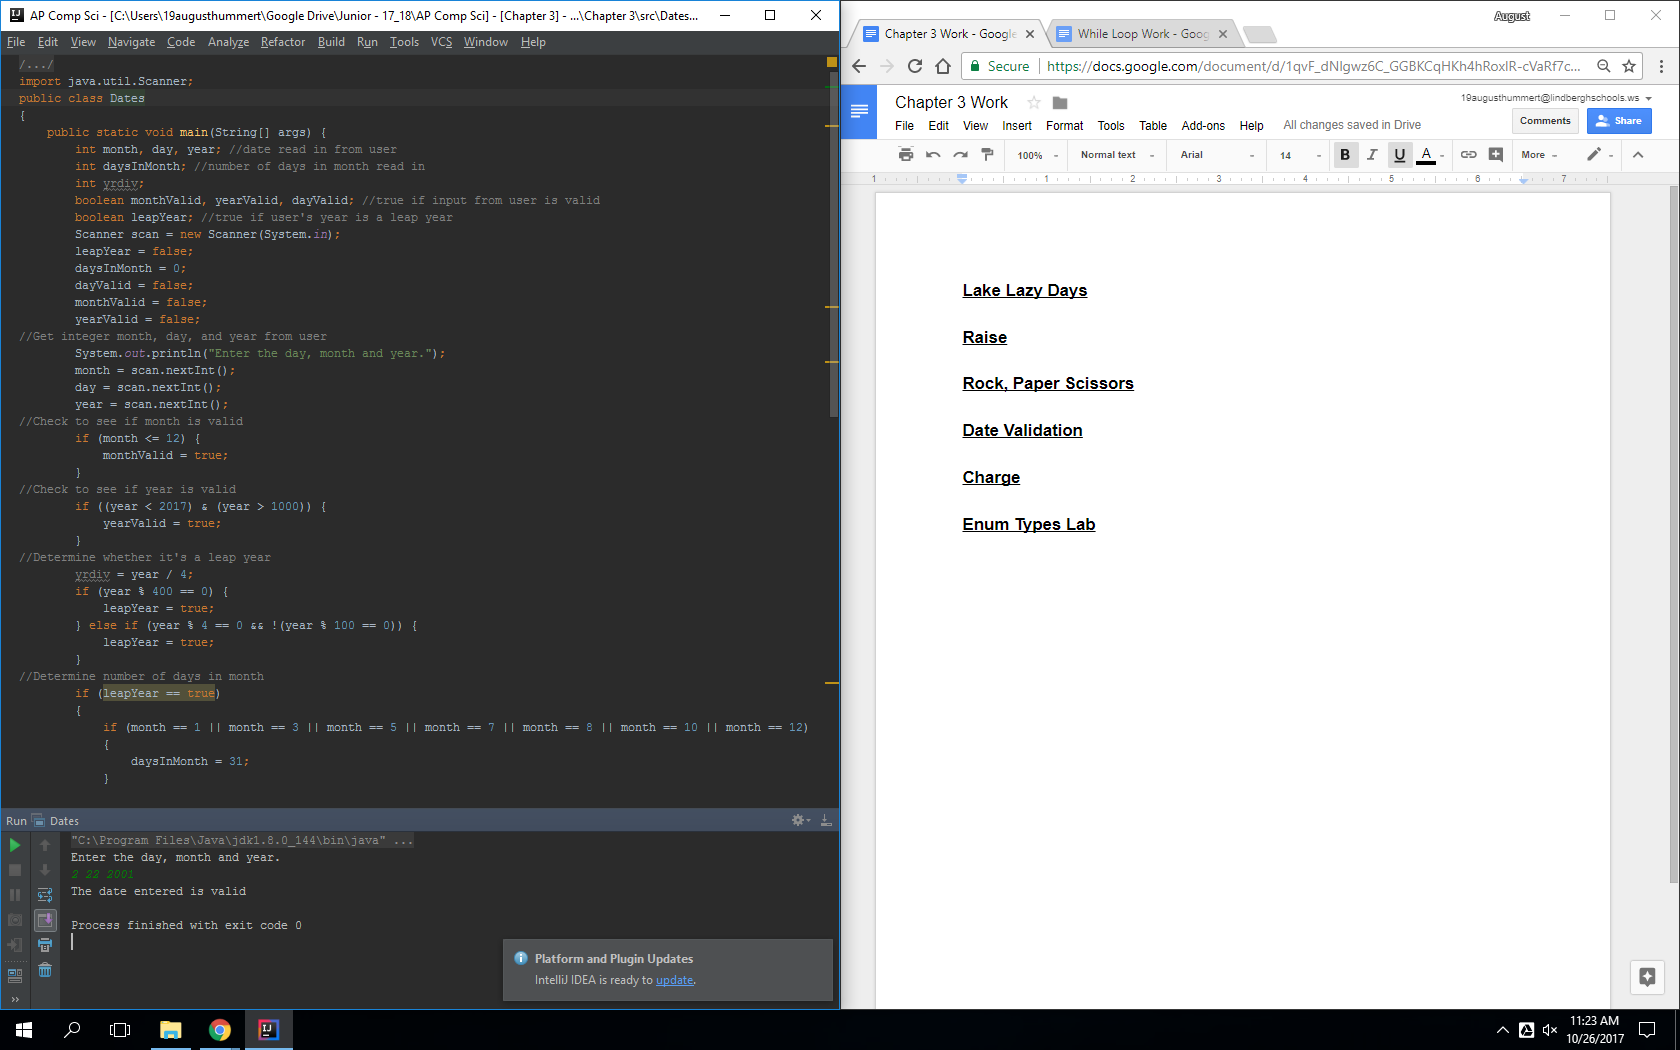 AP Comp Sci - [C:\Users\19augusthummert\Google Drive\Junior - 17_18\AP Comp Sci] - [Chapter 3] - ...\Chapter 3\src\Dates...
File Edit View Navigate Code Analyze Refactor Build Run Tools VCS Window Help
/.../
import java.util.Scanner;
public class Dates
{
    public static void main(String[] args) {
        int month, day, year; //date read in from user
        int daysInMonth; //number of days in month read in
        int yrdiv;
        boolean monthValid, yearValid, dayValid; //true if input from user is valid
        boolean leapYear; //true if user's year is a leap year
        Scanner scan = new Scanner(System.in);
        leapYear = false;
        daysInMonth = 0;
        dayValid = false;
        monthValid = false;
        yearValid = false;
//Get integer month, day, and year from user
        System.out.println("Enter the day, month and year.");
        month = scan.nextInt();
        day = scan.nextInt();
        year = scan.nextInt();
//Check to see if month is valid
        if (month <= 12) {
            monthValid = true;
        }
//Check to see if year is valid
        if ((year < 2017) & (year > 1000)) {
            yearValid = true;
        }
//Determine whether it's a leap year
        yrdiv = year / 4;
        if (year % 400 == 0) {
            leapYear = true;
        } else if (year % 4 == 0 && !(year % 100 == 0)) {
            leapYear = true;
        }
//Determine number of days in month
        if (leapYear == true)
        {
            if (month == 1 || month == 3 || month == 5 || month == 7 || month == 8 || month == 10 || month == 12)
            {
                daysInMonth = 31;
            }
Run Dates
"C:\Program Files\Java\jdk1.8.0_144\bin\java" ...
Enter the day, month and year.
2 22 2001
The date entered is valid
Process finished with exit code 0
Platform and Plugin Updates
IntelliJ IDEA is ready to update.
August
Chapter 3 Work - Google
While Loop Work - Goog
Secure https://docs.google.com/document/d/1qvF_dNIgwz6C_GGBKCqHKh4hRoxIR-cVaRf7c...
Chapter 3 Work
19augusthummert@lindberghschools.ws
File Edit View Insert Format Tools Table Add-ons Help All changes saved in Drive
Comments Share
100% Normal text Arial 14 B I U A More
1 1 2 3 4 5 6 7
Lake Lazy Days
Raise
Rock, Paper Scissors
Date Validation
Charge
Enum Types Lab
11:23 AM
10/26/2017